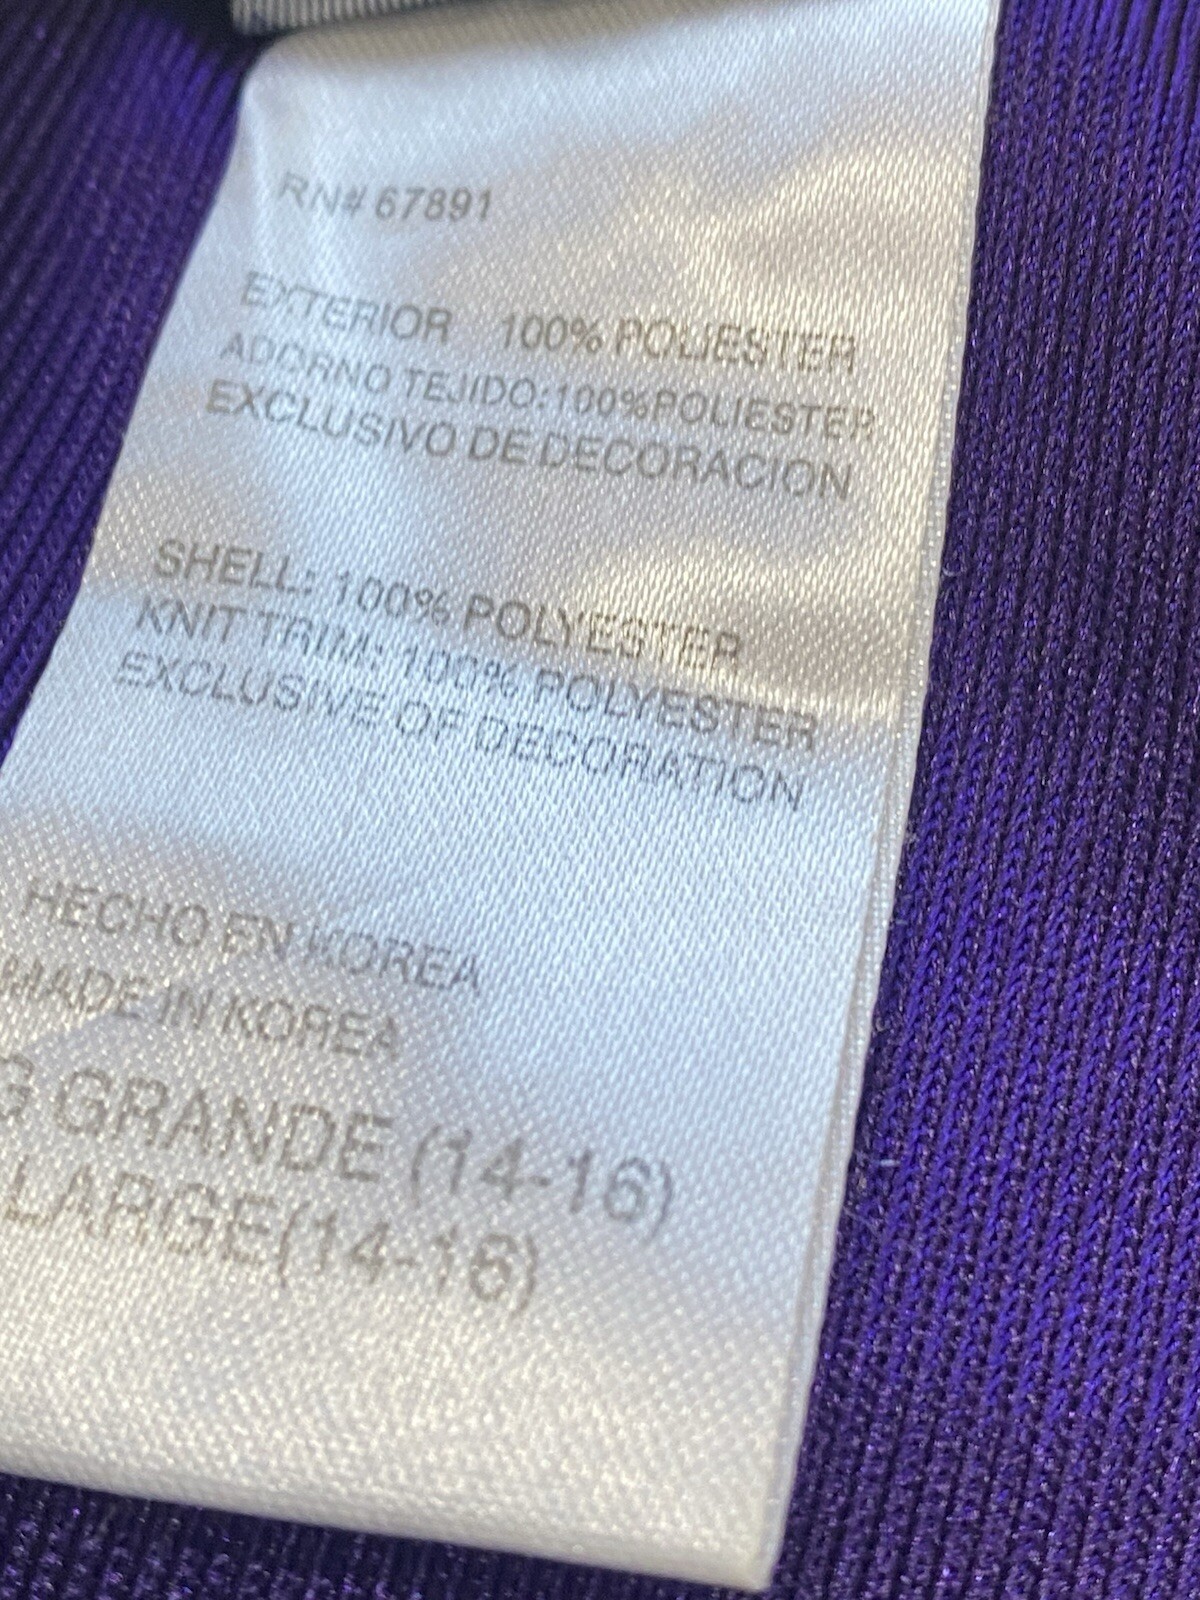 RN# 67891
EXTERIOR 100% POLIESTER
ADORNO TEJIDO:100%POLIESTER
EXCLUSIVO DE DECORACION
SHELL: 100% POLYESTER
KNIT TRIM: 100% POLYESTER
EXCLUSIVE OF DECORATION
HECHO EN KOREA
MADE IN KOREA
G GRANDE (14-16)
LARGE(14-16)